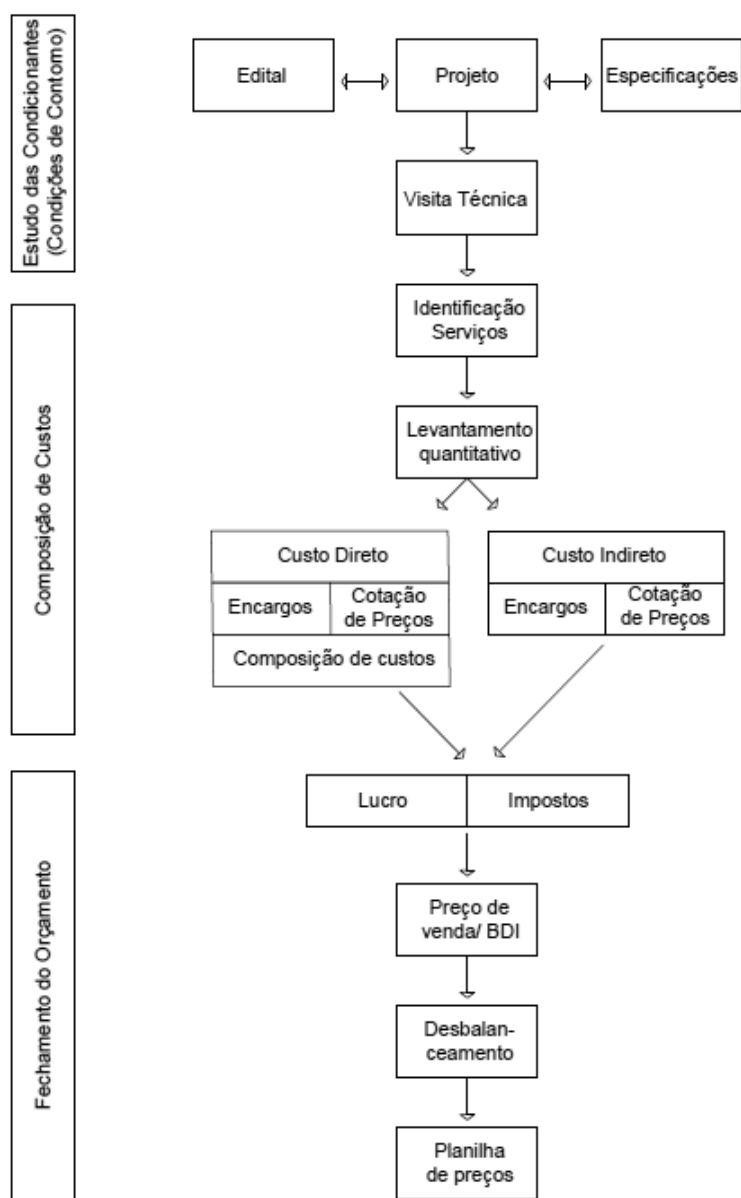 Estudo das Condicionantes
(Condições de Contorno)
Edital
Projeto
Especificações
Visita Técnica
Composição de Custos
Identificação
Serviços
Levantamento
quantitativo
Custo Direto
Encargos
Cotação
de Preços
Composição de custos
Custo Indireto
Encargos
Cotação
de Preços
Fechamento do Orçamento
Lucro
Impostos
Preço de
venda/ BDI
Desbalan-
ceamento
Planilha
de preços